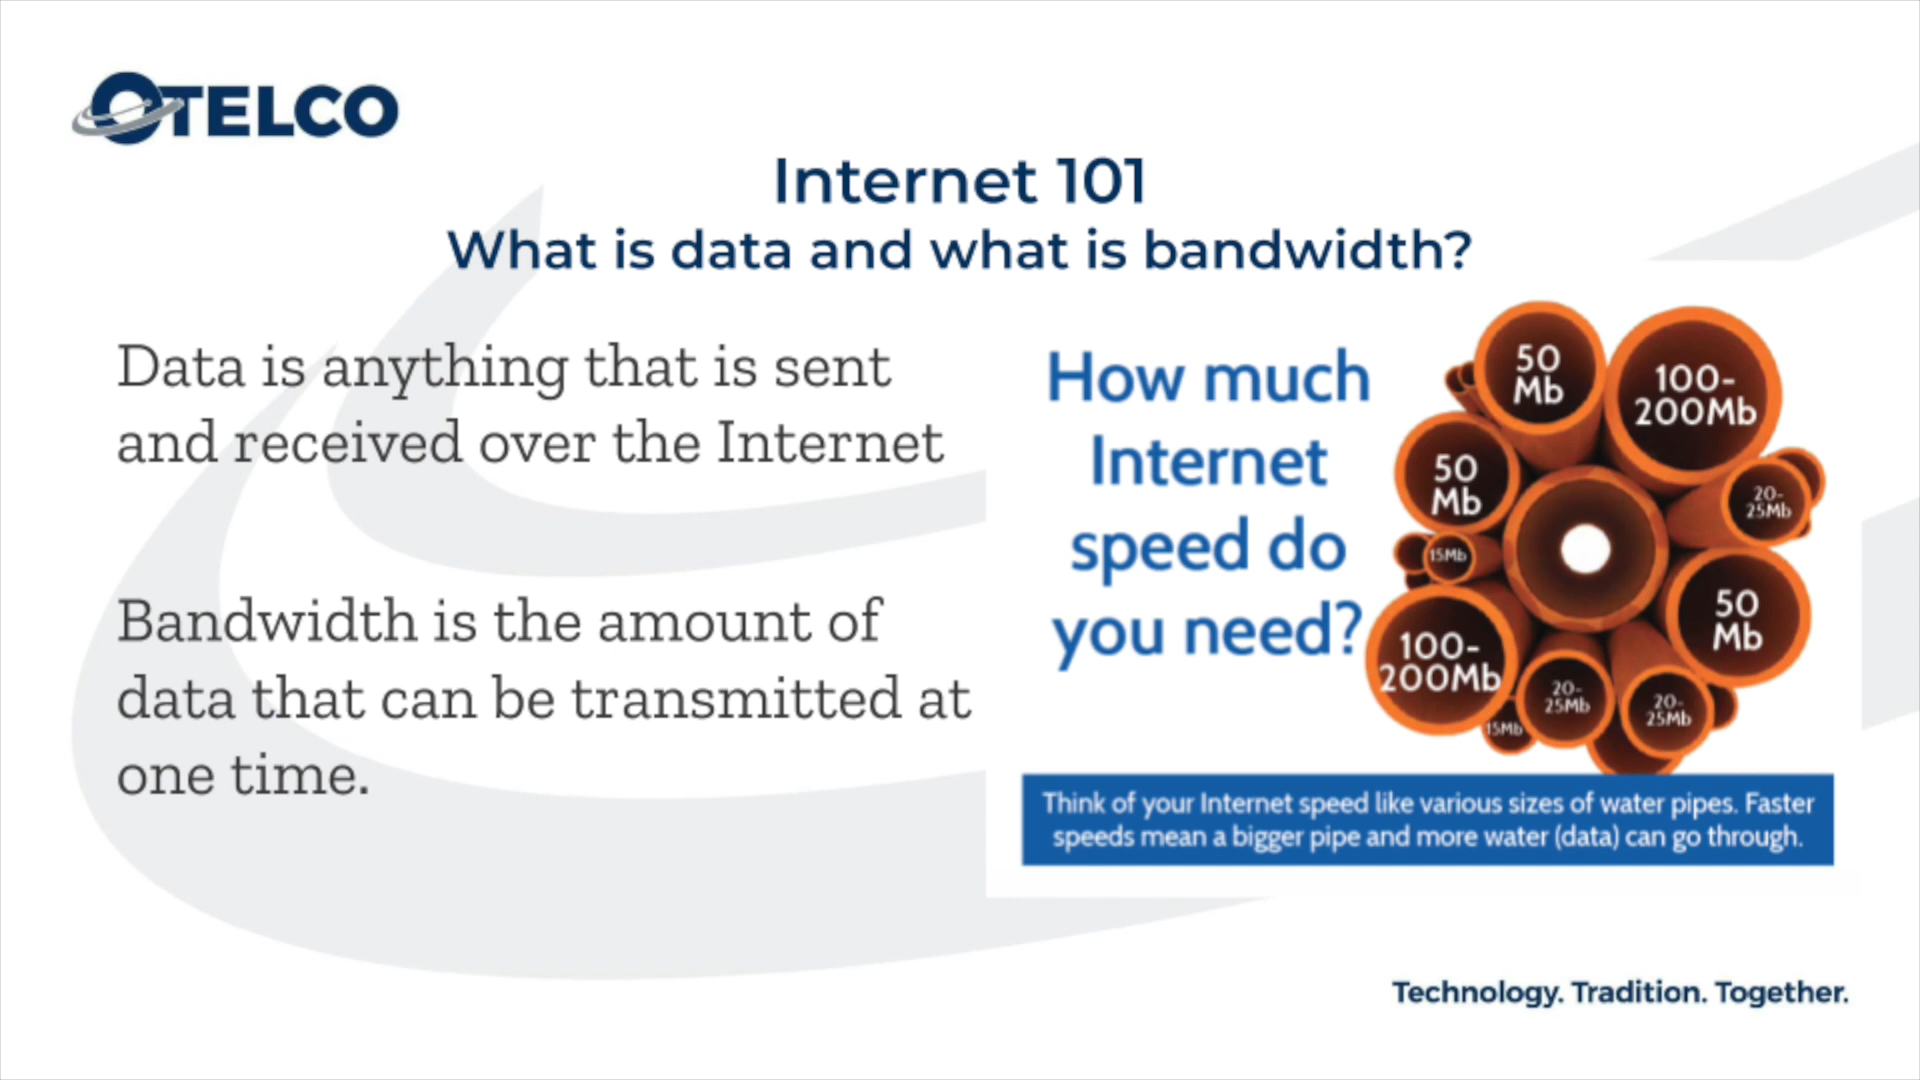 OTELCO
Internet 101
What is data and what is bandwidth?
Data is anything that is sent
and received over the Internet
Bandwidth is the amount of
data that can be transmitted at
one time.
How much
Internet
speed do
you need?
50
Mb
100-
200Mb
50
Mb
20-
25Mb
15Mb
50
Mb
100-
200Mb
20-
25Mb
20-
25Mb
15Mb
Think of your Internet speed like various sizes of water pipes. Faster
speeds mean a bigger pipe and more water (data) can go through.
Technology. Tradition. Together.